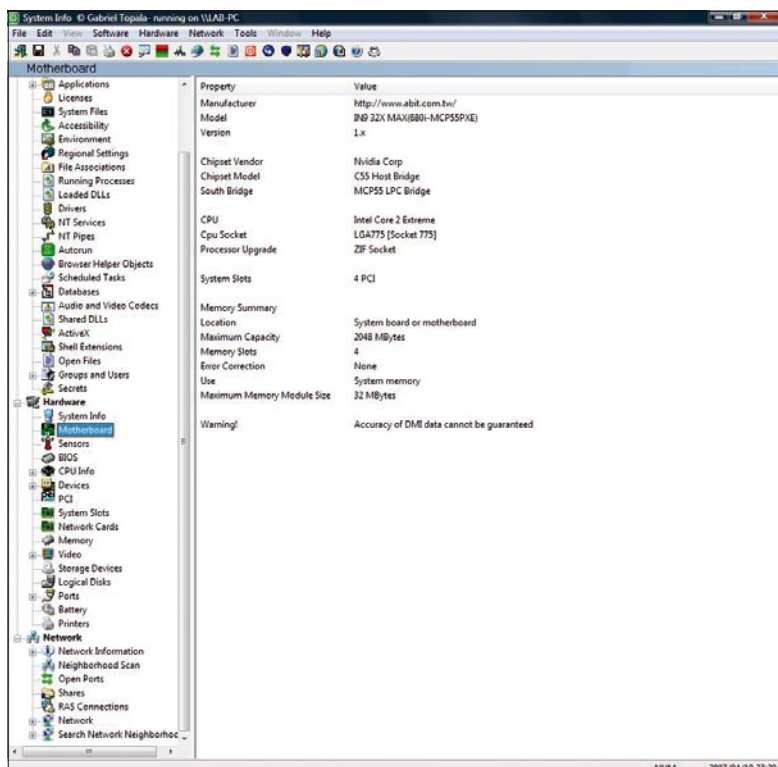 System Info © Gabriel Topala- running on \\LAB-PC
File Edit View Software Hardware Network Tools Window Help
Motherboard
Applications
Licenses
System Files
Accessibility
Environment
Regional Settings
File Associations
Running Processes
Loaded DLLs
Drivers
NT Services
NT Pipes
Autorun
Browser Helper Objects
Scheduled Tasks
Databases
Audio and Video Codecs
Shared DLLs
ActiveX
Shell Extensions
Open Files
Groups and Users
Secrets
Hardware
System Info
Motherboard
Sensors
BIOS
CPU Info
Devices
PCI
System Slots
Network Cards
Memory
Video
Storage Devices
Logical Disks
Ports
Battery
Printers
Network
Network Information
Neighborhood Scan
Open Ports
Shares
RAS Connections
Network
Search Network Neighborhoc
Property Value
Manufacturer http://www.abit.com.tw/
Model IN9 32X MAX(680i-MCP55PXE)
Version 1.x
Chipset Vendor Nvidia Corp
Chipset Model C55 Host Bridge
South Bridge MCP55 LPC Bridge
CPU Intel Core 2 Extreme
Cpu Socket LGA775 [Socket 775]
Processor Upgrade ZIF Socket
System Slots 4 PCI
Memory Summary
Location System board or motherboard
Maximum Capacity 2048 MBytes
Memory Slots 4
Error Correction None
Use System memory
Maximum Memory Module Size 32 MBytes
Warning! Accuracy of DMI data cannot be guaranteed